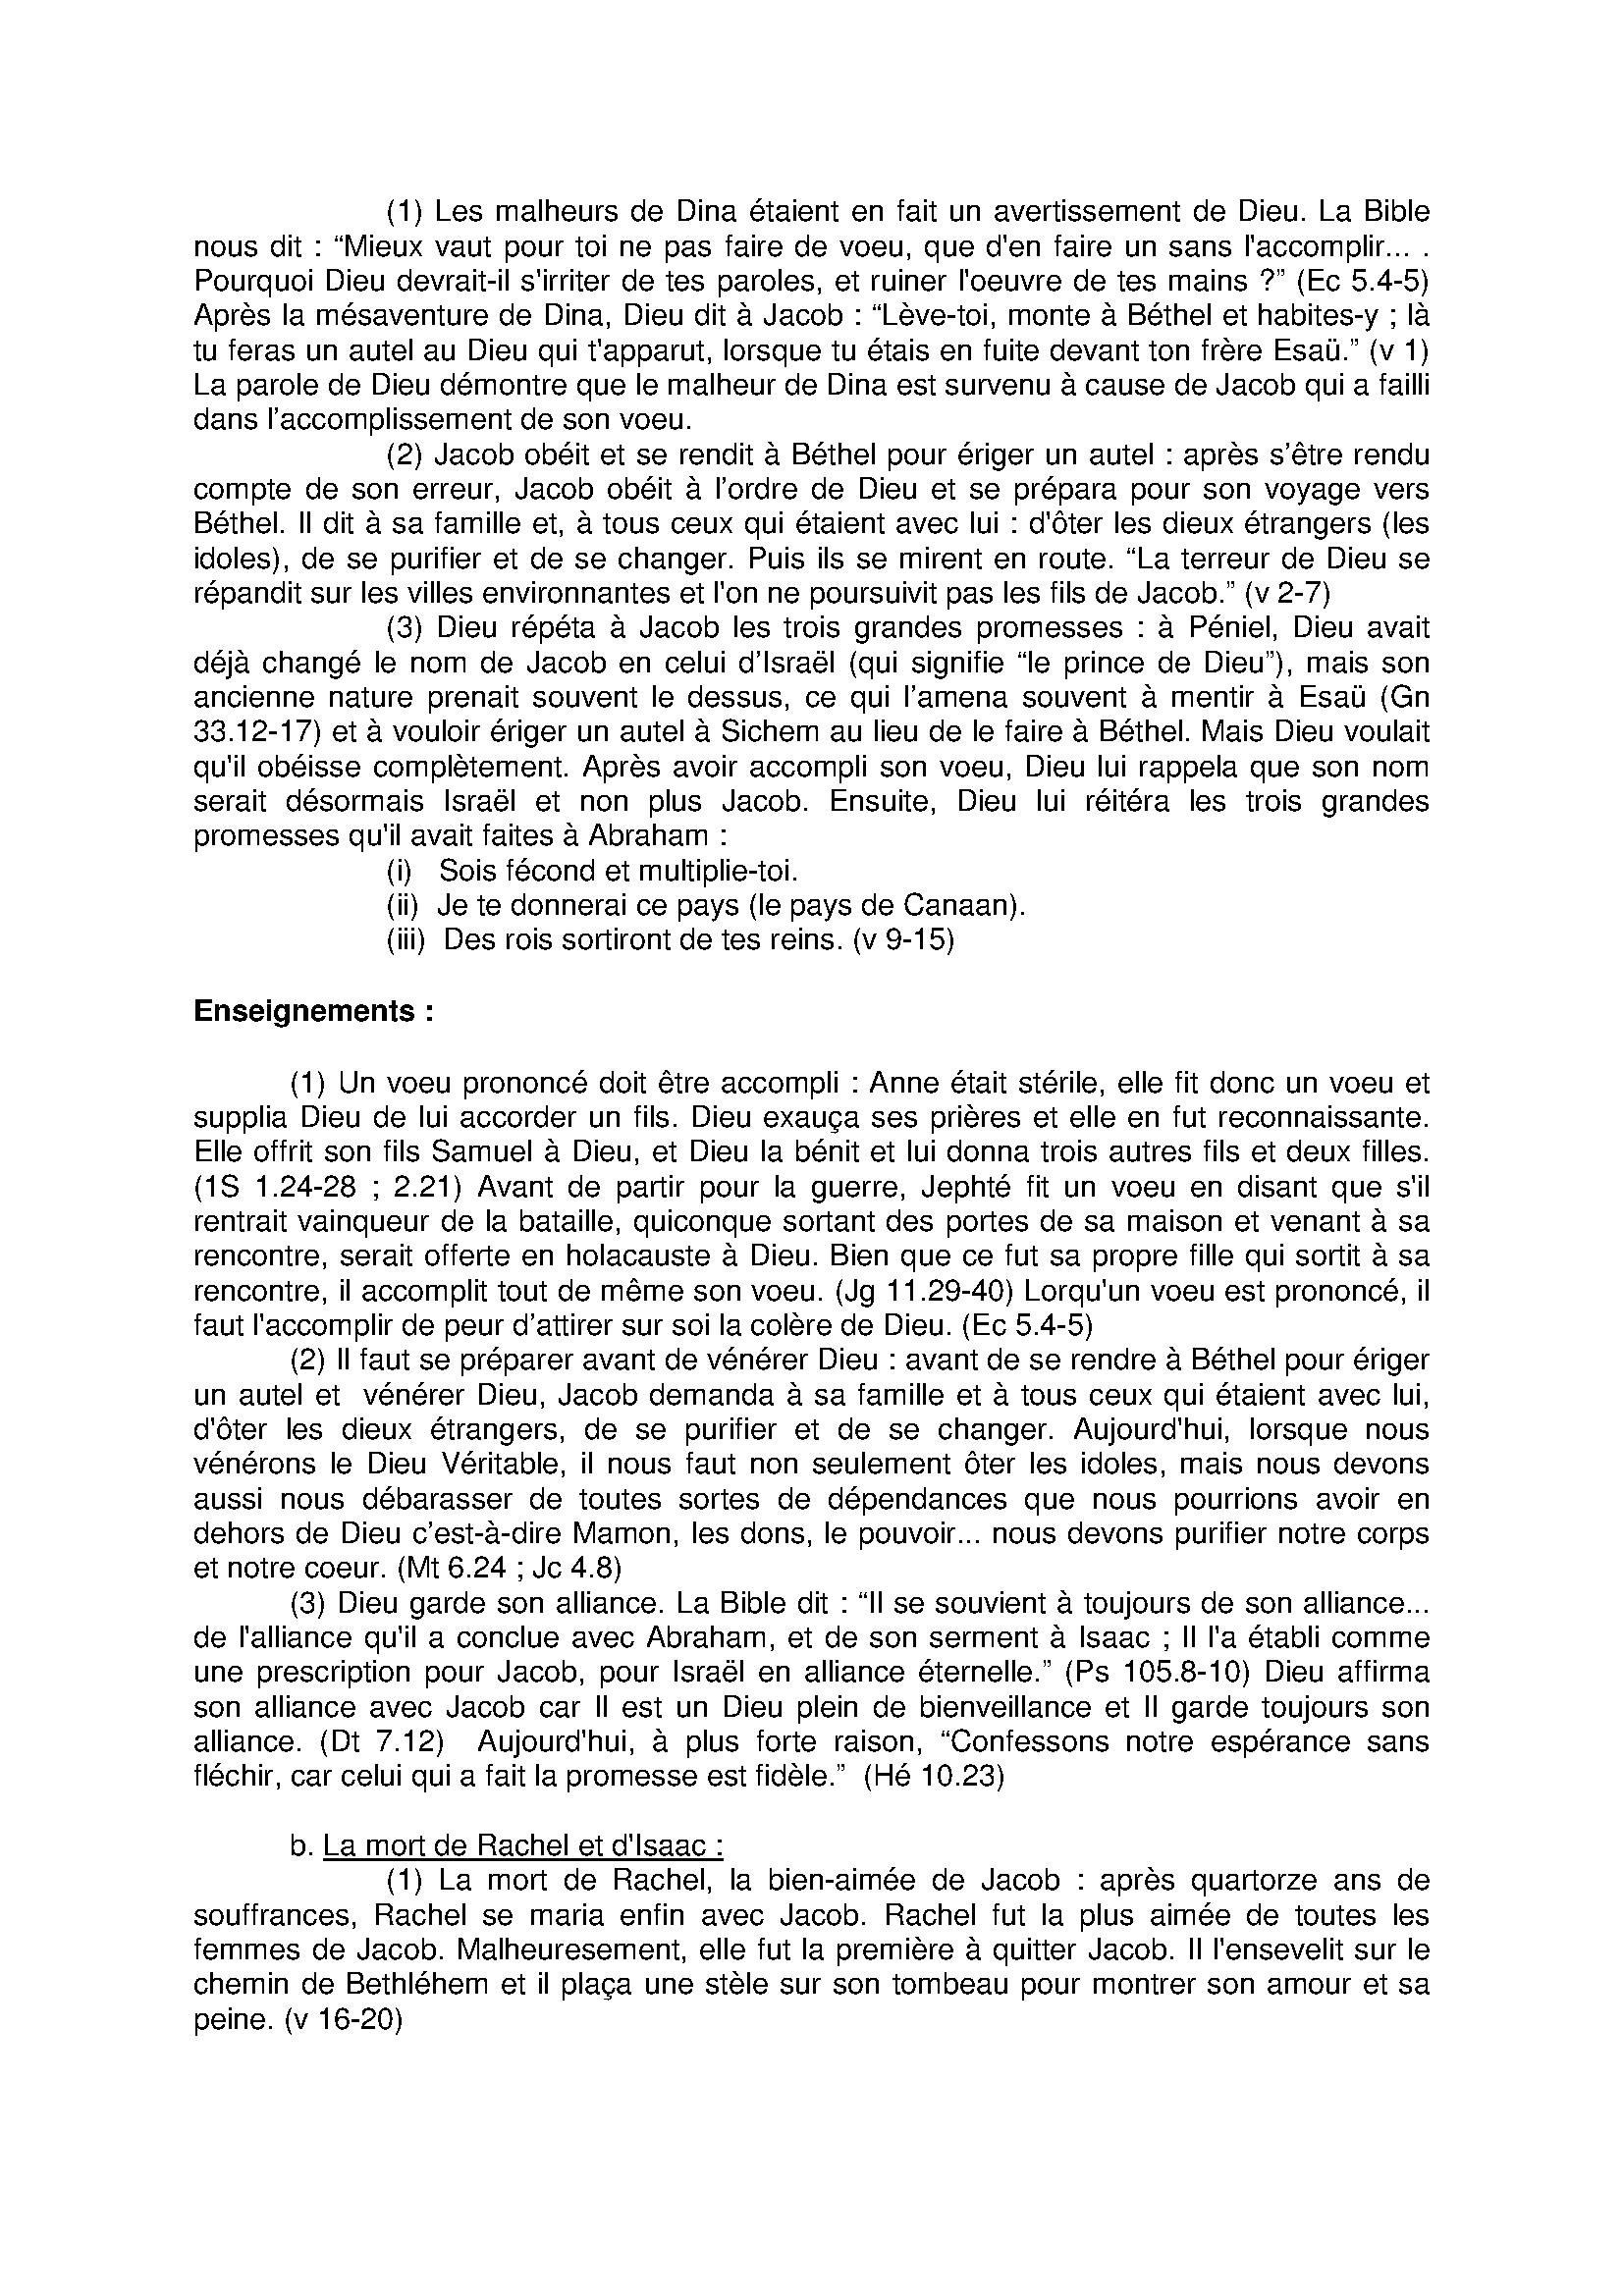 (1) Les malheurs de Dina étaient en fait un avertissement de Dieu. La Bible
nous dit : “Mieux vaut pour toi ne pas faire de voeu, que d'en faire un sans l'accomplir... .
Pourquoi Dieu devrait-il s'irriter de tes paroles, et ruiner l'oeuvre de tes mains ?” (Ec 5.4-5)
Après la mésaventure de Dina, Dieu dit à Jacob : “Lève-toi, monte à Béthel et habites-y ; là
tu feras un autel au Dieu qui t'apparut, lorsque tu étais en fuite devant ton frère Esaü.” (v 1)
La parole de Dieu démontre que le malheur de Dina est survenu à cause de Jacob qui a failli
dans l’accomplissement de son voeu.
(2) Jacob obéit et se rendit à Béthel pour ériger un autel : après s’être rendu
compte de son erreur, Jacob obéit à l’ordre de Dieu et se prépara pour son voyage vers
Béthel. Il dit à sa famille et, à tous ceux qui étaient avec lui : d'ôter les dieux étrangers (les
idoles), de se purifier et de se changer. Puis ils se mirent en route. “La terreur de Dieu se
répandit sur les villes environnantes et l'on ne poursuivit pas les fils de Jacob.” (v 2-7)
(3) Dieu répéta à Jacob les trois grandes promesses : à Péniel, Dieu avait
déjà changé le nom de Jacob en celui d’Israël (qui signifie “le prince de Dieu”), mais son
ancienne nature prenait souvent le dessus, ce qui l’amena souvent à mentir à Esaü (Gn
33.12-17) et à vouloir ériger un autel à Sichem au lieu de le faire à Béthel. Mais Dieu voulait
qu'il obéisse complètement. Après avoir accompli son voeu, Dieu lui rappela que son nom
serait désormais Israël et non plus Jacob. Ensuite, Dieu lui réitéra les trois grandes
promesses qu'il avait faites à Abraham :
(i) Sois fécond et multiplie-toi.
(ii) Je te donnerai ce pays (le pays de Canaan).
(iii) Des rois sortiront de tes reins. (v 9-15)
Enseignements :
(1) Un voeu prononcé doit être accompli : Anne était stérile, elle fit donc un voeu et
supplia Dieu de lui accorder un fils. Dieu exauça ses prières et elle en fut reconnaissante.
Elle offrit son fils Samuel à Dieu, et Dieu la bénit et lui donna trois autres fils et deux filles.
(1S 1.24-28 ; 2.21) Avant de partir pour la guerre, Jephté fit un voeu en disant que s'il
rentrait vainqueur de la bataille, quiconque sortant des portes de sa maison et venant à sa
rencontre, serait offerte en holacauste à Dieu. Bien que ce fut sa propre fille qui sortit à sa
rencontre, il accomplit tout de même son voeu. (Jg 11.29-40) Lorqu'un voeu est prononcé, il
faut l'accomplir de peur d’attirer sur soi la colère de Dieu. (Ec 5.4-5)
(2) Il faut se préparer avant de vénérer Dieu : avant de se rendre à Béthel pour ériger
un autel et vénérer Dieu, Jacob demanda à sa famille et à tous ceux qui étaient avec lui,
d'ôter les dieux étrangers, de se purifier et de se changer. Aujourd'hui, lorsque nous
vénérons le Dieu Véritable, il nous faut non seulement ôter les idoles, mais nous devons
aussi nous débarasser de toutes sortes de dépendances que nous pourrions avoir en
dehors de Dieu c’est-à-dire Mamon, les dons, le pouvoir... nous devons purifier notre corps
et notre coeur. (Mt 6.24 ; Jc 4.8)
(3) Dieu garde son alliance. La Bible dit : “Il se souvient à toujours de son alliance...
de l'alliance qu'il a conclue avec Abraham, et de son serment à Isaac ; Il l'a établi comme
une prescription pour Jacob, pour Israël en alliance éternelle.” (Ps 105.8-10) Dieu affirma
son alliance avec Jacob car Il est un Dieu plein de bienveillance et Il garde toujours son
alliance. (Dt 7.12) Aujourd'hui, à plus forte raison, “Confessons notre espérance sans
fléchir, car celui qui a fait la promesse est fidèle.” (Hé 10.23)
b. La mort de Rachel et d'Isaac :
(1) La mort de Rachel, la bien-aimée de Jacob : après quartorze ans de
souffrances, Rachel se maria enfin avec Jacob. Rachel fut la plus aimée de toutes les
femmes de Jacob. Malheuresement, elle fut la première à quitter Jacob. Il l'ensevelit sur le
chemin de Bethléhem et il plaça une stèle sur son tombeau pour montrer son amour et sa
peine. (v 16-20)